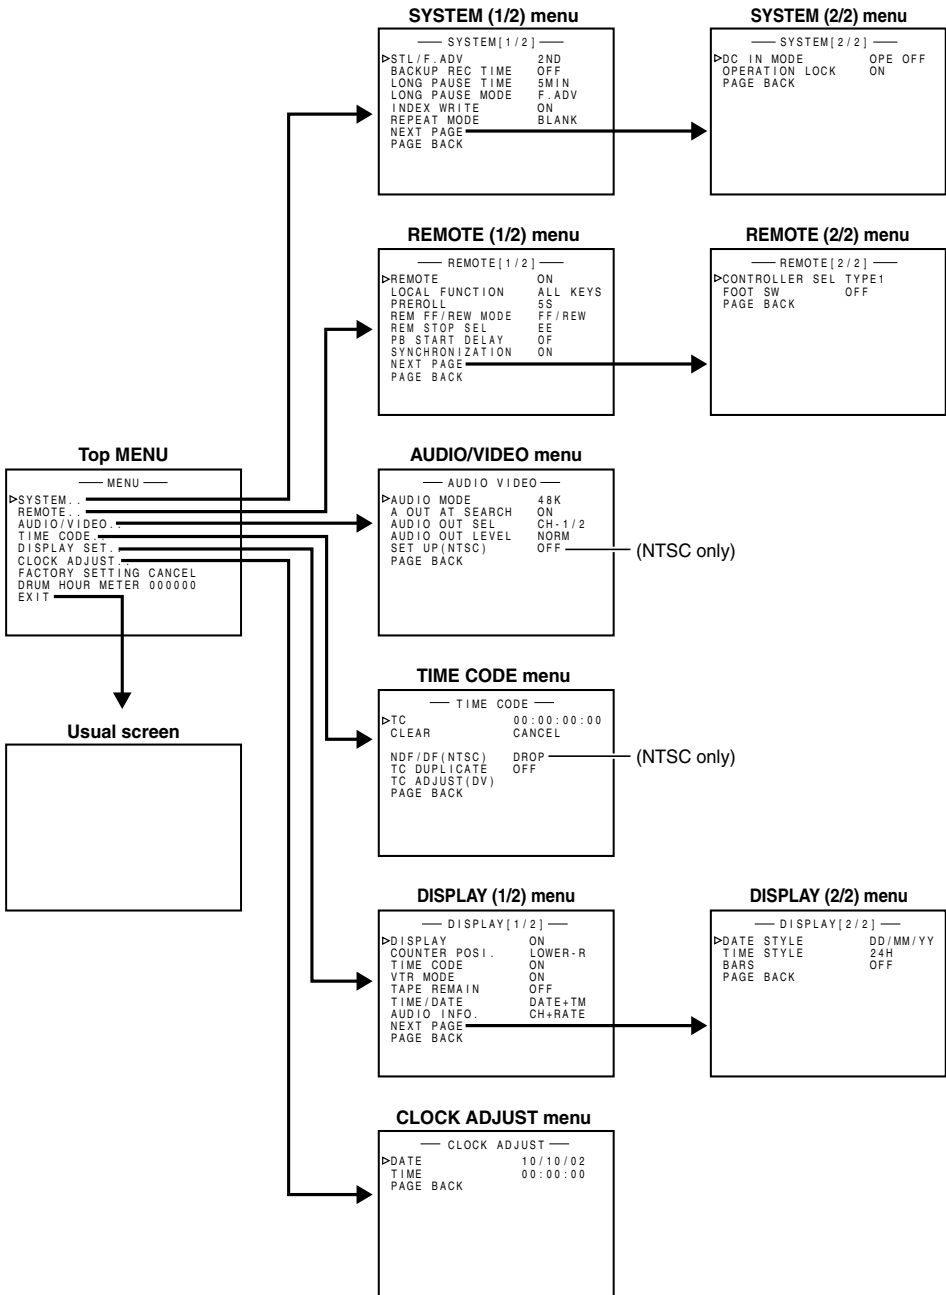 SYSTEM (1/2) menu
SYSTEM[1/2]
STL/F.ADV 2ND
BACKUP REC TIME OFF
LONG PAUSE TIME 5MIN
LONG PAUSE MODE F.ADV
INDEX WRITE ON
REPEAT MODE BLANK
NEXT PAGE
PAGE BACK
SYSTEM (2/2) menu
SYSTEM[2/2]
DC IN MODE OPE OFF
OPERATION LOCK ON
PAGE BACK
REMOTE (1/2) menu
REMOTE[1/2]
REMOTE ON
LOCAL FUNCTION ALL KEYS
PREROLL 5S
REM FF/REW MODE FF/REW
REM STOP SEL EE
PB START DELAY OF
SYNCHRONIZATION ON
NEXT PAGE
PAGE BACK
REMOTE (2/2) menu
REMOTE[2/2]
CONTROLLER SEL TYPE1
FOOT SW OFF
PAGE BACK
Top MENU
MENU
SYSTEM..
REMOTE..
AUDIO/VIDEO..
TIME CODE..
DISPLAY SET..
CLOCK ADJUST..
FACTORY SETTING CANCEL
DRUM HOUR METER 000000
EXIT
Usual screen
AUDIO/VIDEO menu
AUDIO VIDEO
AUDIO MODE 48K
A OUT AT SEARCH ON
AUDIO OUT SEL CH-1/2
AUDIO OUT LEVEL NORM
SET UP(NTSC) OFF (NTSC only)
PAGE BACK
TIME CODE menu
TIME CODE
TC 00:00:00:00
CLEAR CANCEL
NDF/DF(NTSC) DROP (NTSC only)
TC DUPLICATE OFF
TC ADJUST(DV)
PAGE BACK
DISPLAY (1/2) menu
DISPLAY[1/2]
DISPLAY ON
COUNTER POSI. LOWER-R
TIME CODE ON
VTR MODE ON
TAPE REMAIN OFF
TIME/DATE DATE+TM
AUDIO INFO. CH+RATE
NEXT PAGE
PAGE BACK
DISPLAY (2/2) menu
DISPLAY[2/2]
DATE STYLE DD/MM/YY
TIME STYLE 24H
BARS OFF
PAGE BACK
CLOCK ADJUST menu
CLOCK ADJUST
DATE 10/10/02
TIME 00:00:00
PAGE BACK